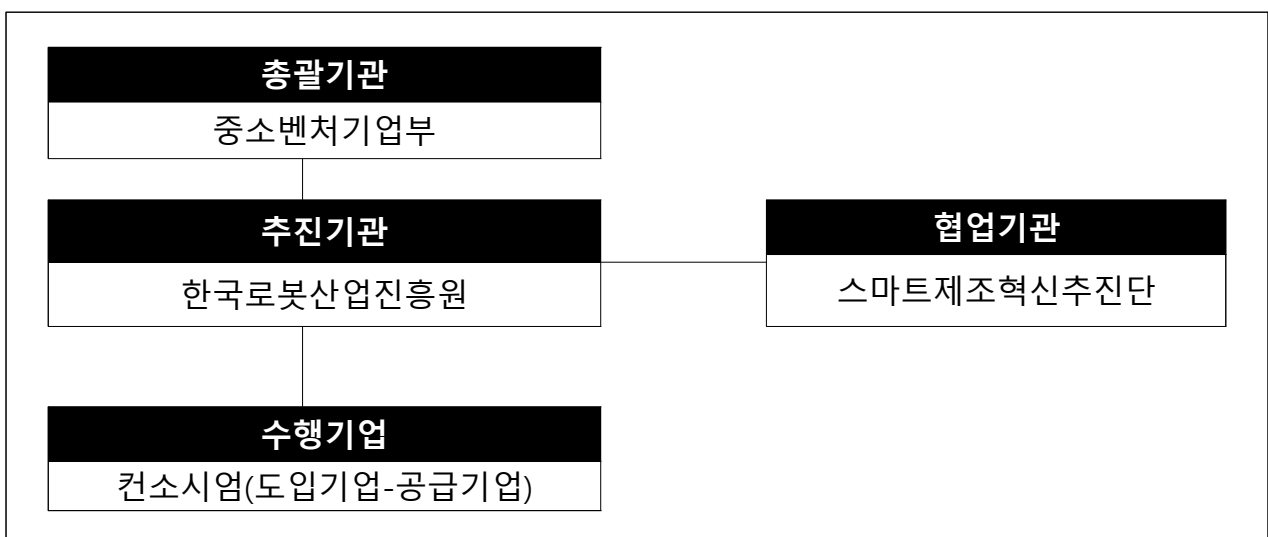 총괄기관
중소벤처기업부
추진기관
한국로봇산업진흥원
협업기관
스마트제조혁신추진단
수행기업
컨소시엄(도입기업-공급기업)